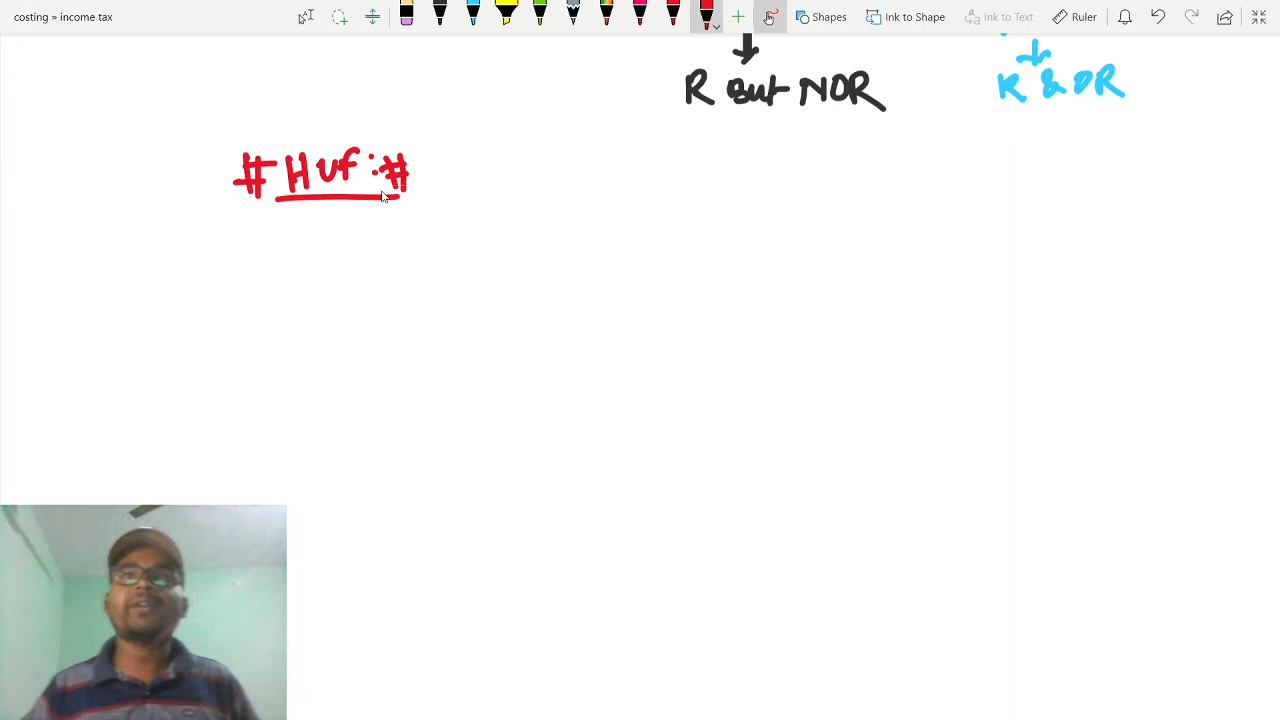 costing » income tax
Shapes
Ink to Shape
Ink to Text
Ruler
R But NOR
R & OR
# Huf :#